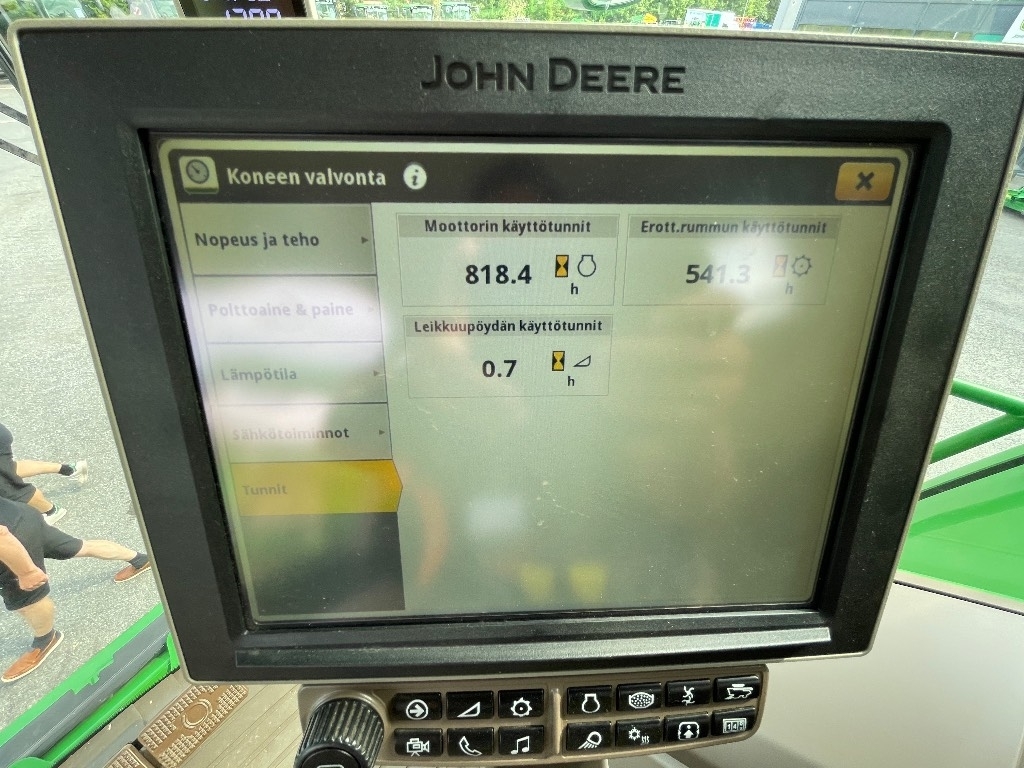 JOHN DEERE
Koneen valvonta
Nopeus ja teho
Polttoaine & paine
Lämpötila
Sähkötoiminnot
Tunnit
Moottorin käyttötunnit
818.4 h
Erott.rummun käyttötunnit
541.3 h
Leikkuupöydän käyttötunnit
0.7 h